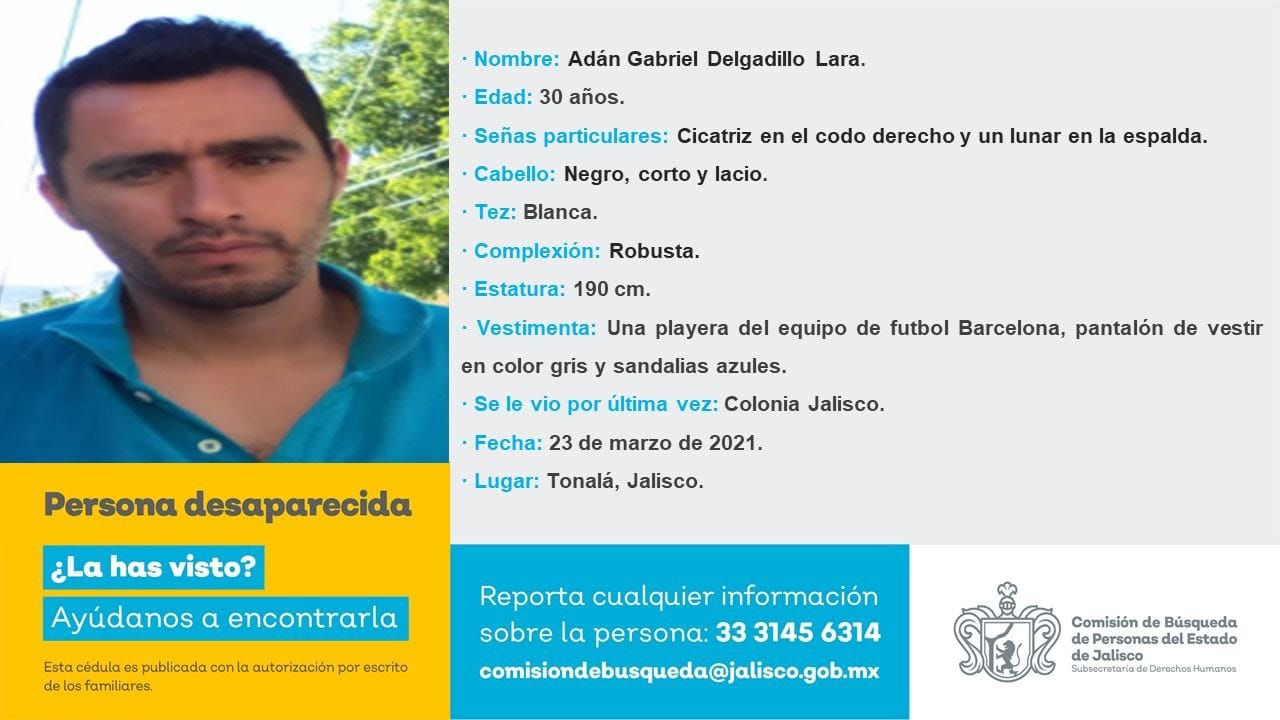 · Nombre: Adán Gabriel Delgadillo Lara.
· Edad: 30 años.
· Señas particulares: Cicatriz en el codo derecho y un lunar en la espalda.
· Cabello: Negro, corto y lacio.
· Tez: Blanca.
· Complexión: Robusta.
· Estatura: 190 cm.
· Vestimenta: Una playera del equipo de futbol Barcelona, pantalón de vestir
en color gris y sandalias azules.
· Se le vio por última vez: Colonia Jalisco.
· Fecha: 23 de marzo de 2021.
· Lugar: Tonalá, Jalisco.
Persona desaparecida
¿La has visto?
Ayúdanos a encontrarla
Esta cédula es publicada con la autorización por escrito
de los familiares.
Reporta cualquier información
sobre la persona: 33 3145 6314
comisiondebusqueda@jalisco.gob.mx
Comisión de Búsqueda
de Personas del Estado
de Jalisco
Subsecretaría de Derechos Humanos